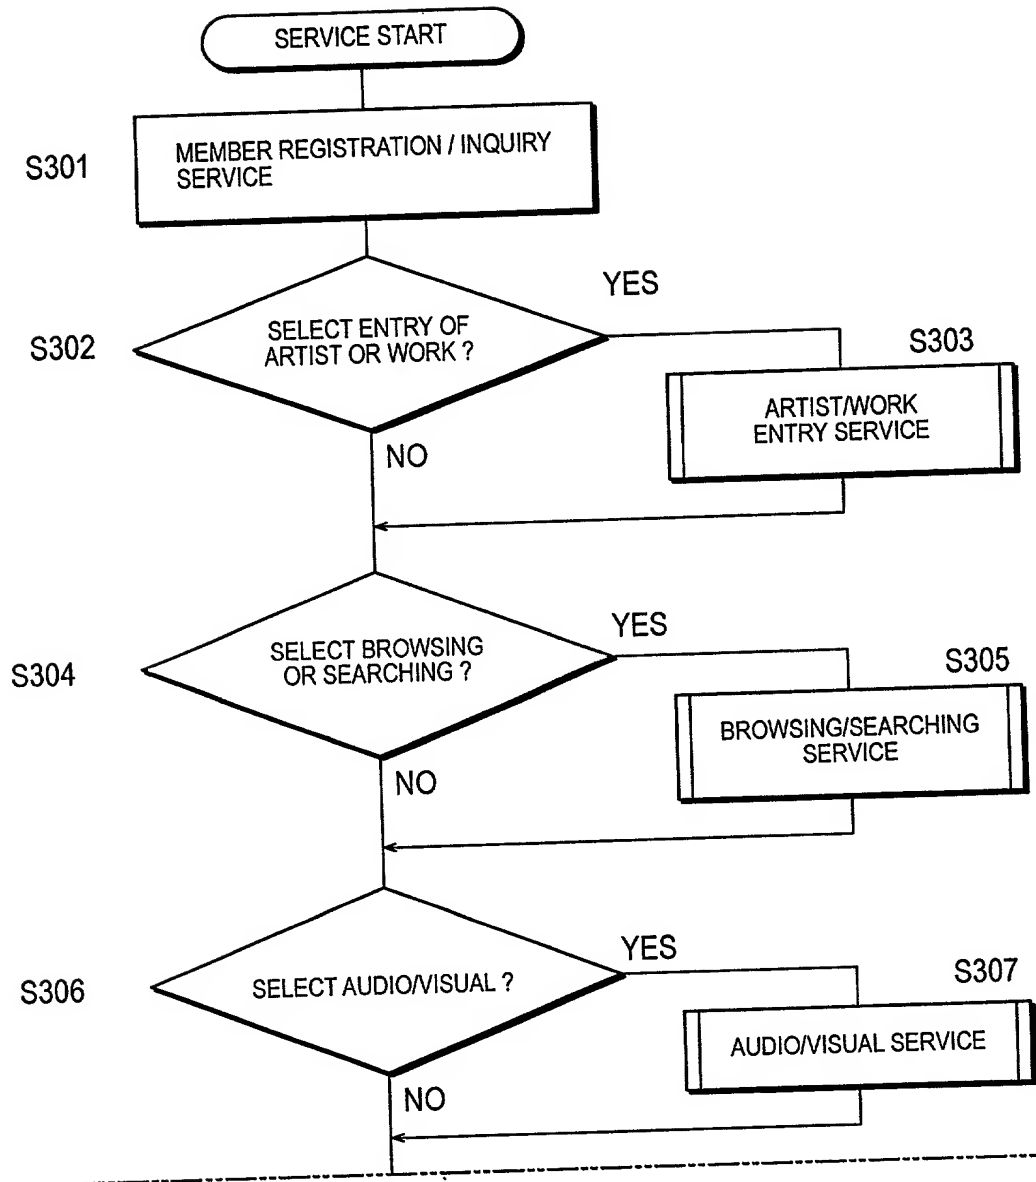 SERVICE START
S301
MEMBER REGISTRATION / INQUIRY
SERVICE
S302
SELECT ENTRY OF
ARTIST OR WORK ?
YES
NO
S303
ARTIST/WORK
ENTRY SERVICE
S304
SELECT BROWSING
OR SEARCHING ?
YES
NO
S305
BROWSING/SEARCHING
SERVICE
S306
SELECT AUDIO/VISUAL ?
YES
NO
S307
AUDIO/VISUAL SERVICE